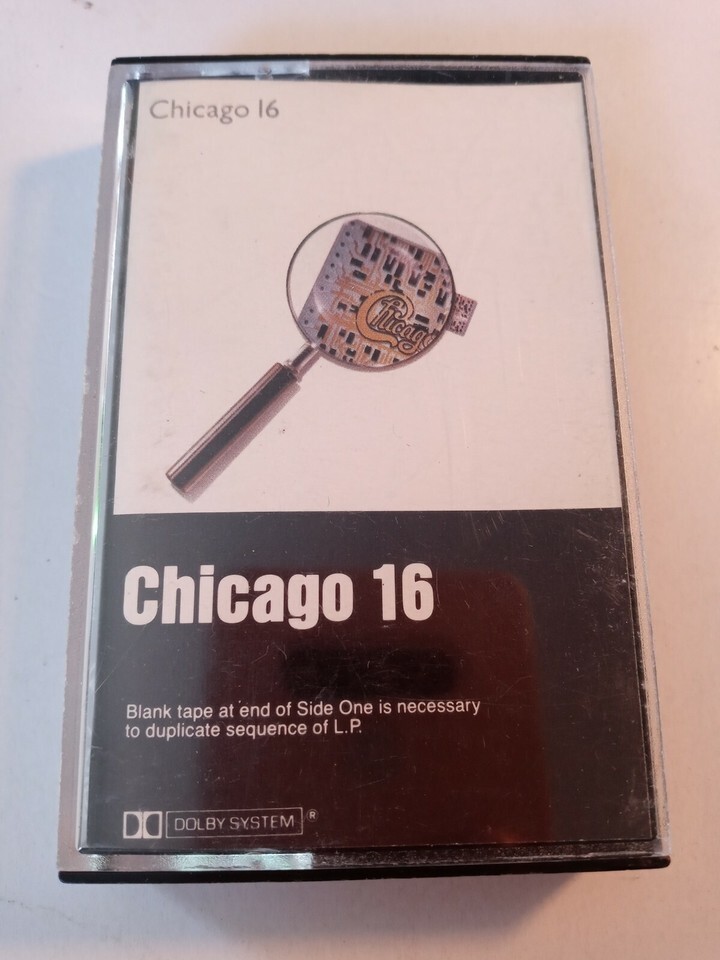 Chicago 16
Chicago
Chicago 16
Blank tape at end of Side One is necessary
to duplicate sequence of L.P.
DOLBY SYSTEM ®